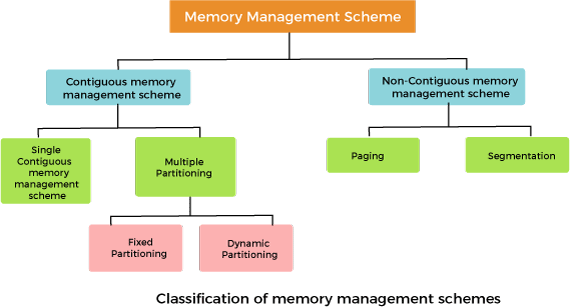 Memory Management Scheme
Contiguous memory
management scheme
Non-Contiguous memory
management scheme
Single
Contiguous
memory
management
scheme
Multiple
Partitioning
Paging
Segmentation
Fixed
Partitioning
Dynamic
Partitioning
Classification of memory management schemes